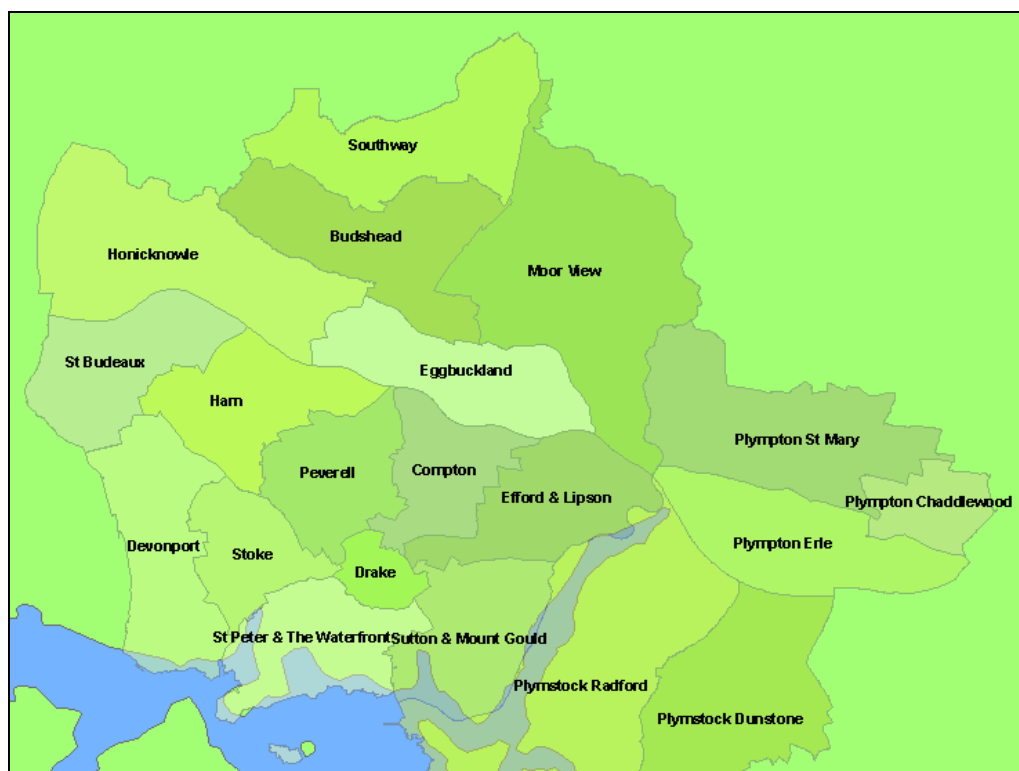 Southway
Budshead
Honicknowle
Moor View
St Budeaux
Eggbuckland
Ham
Plympton St Mary
Peverell
Compton
Efford & Lipson
Plympton Chaddlewood
Devonport
Stoke
Plympton Erle
Drake
St Peter & The Waterfront
Sutton & Mount Gould
Plymstock Radford
Plymstock Dunstone